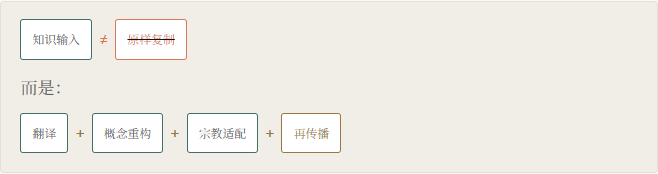 知识输入 ≠ 原样复制
而是：
翻译 + 概念重构 + 宗教适配 + 再传播